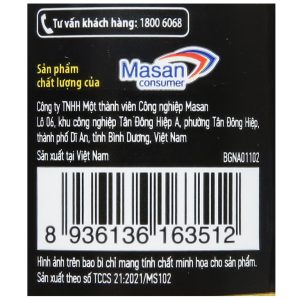 Tư vấn khách hàng: 1800 6068
Sản phẩm
chất lượng của
Masan
consumer
Công ty TNHH Một thành viên Công nghiệp Masan
Lô 06, khu công nghiệp Tân Đông Hiệp A, phường Tân Đông Hiệp,
thành phố Dĩ An, tỉnh Bình Dương, Việt Nam
Sản xuất tại Việt Nam
BGNA01102
8 936136 163512
Hình ảnh trên bao bì chỉ mang tính chất minh họa cho sản phẩm.
Sản xuất theo số TCCS 21:2021/MS102